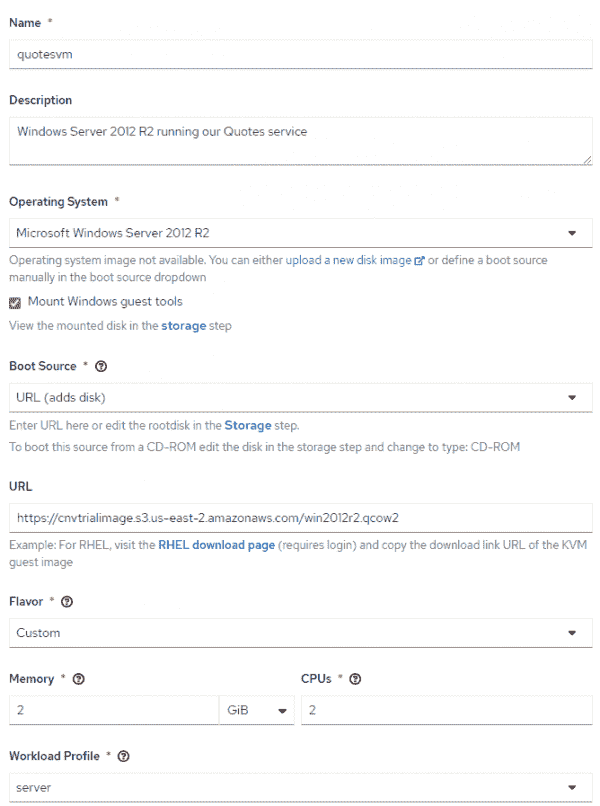 Name *
quotesvm
Description
Windows Server 2012 R2 running our Quotes service
Operating System *
Microsoft Windows Server 2012 R2
Operating system image not available. You can either upload a new disk image or define a boot source
manually in the boot source dropdown
Mount Windows guest tools
View the mounted disk in the storage step
Boot Source *
URL (adds disk)
Enter URL here or edit the rootdisk in the Storage step.
To boot this source from a CD-ROM edit the disk in the storage step and change to type: CD-ROM
URL
https://cnvtrialimage.s3.us-east-2.amazonaws.com/win2012r2.qcow2
Example: For RHEL, visit the RHEL download page (requires login) and copy the download link URL of the KVM
guest image
Flavor *
Custom
Memory * CPUs *
2 GiB 2
Workload Profile *
server